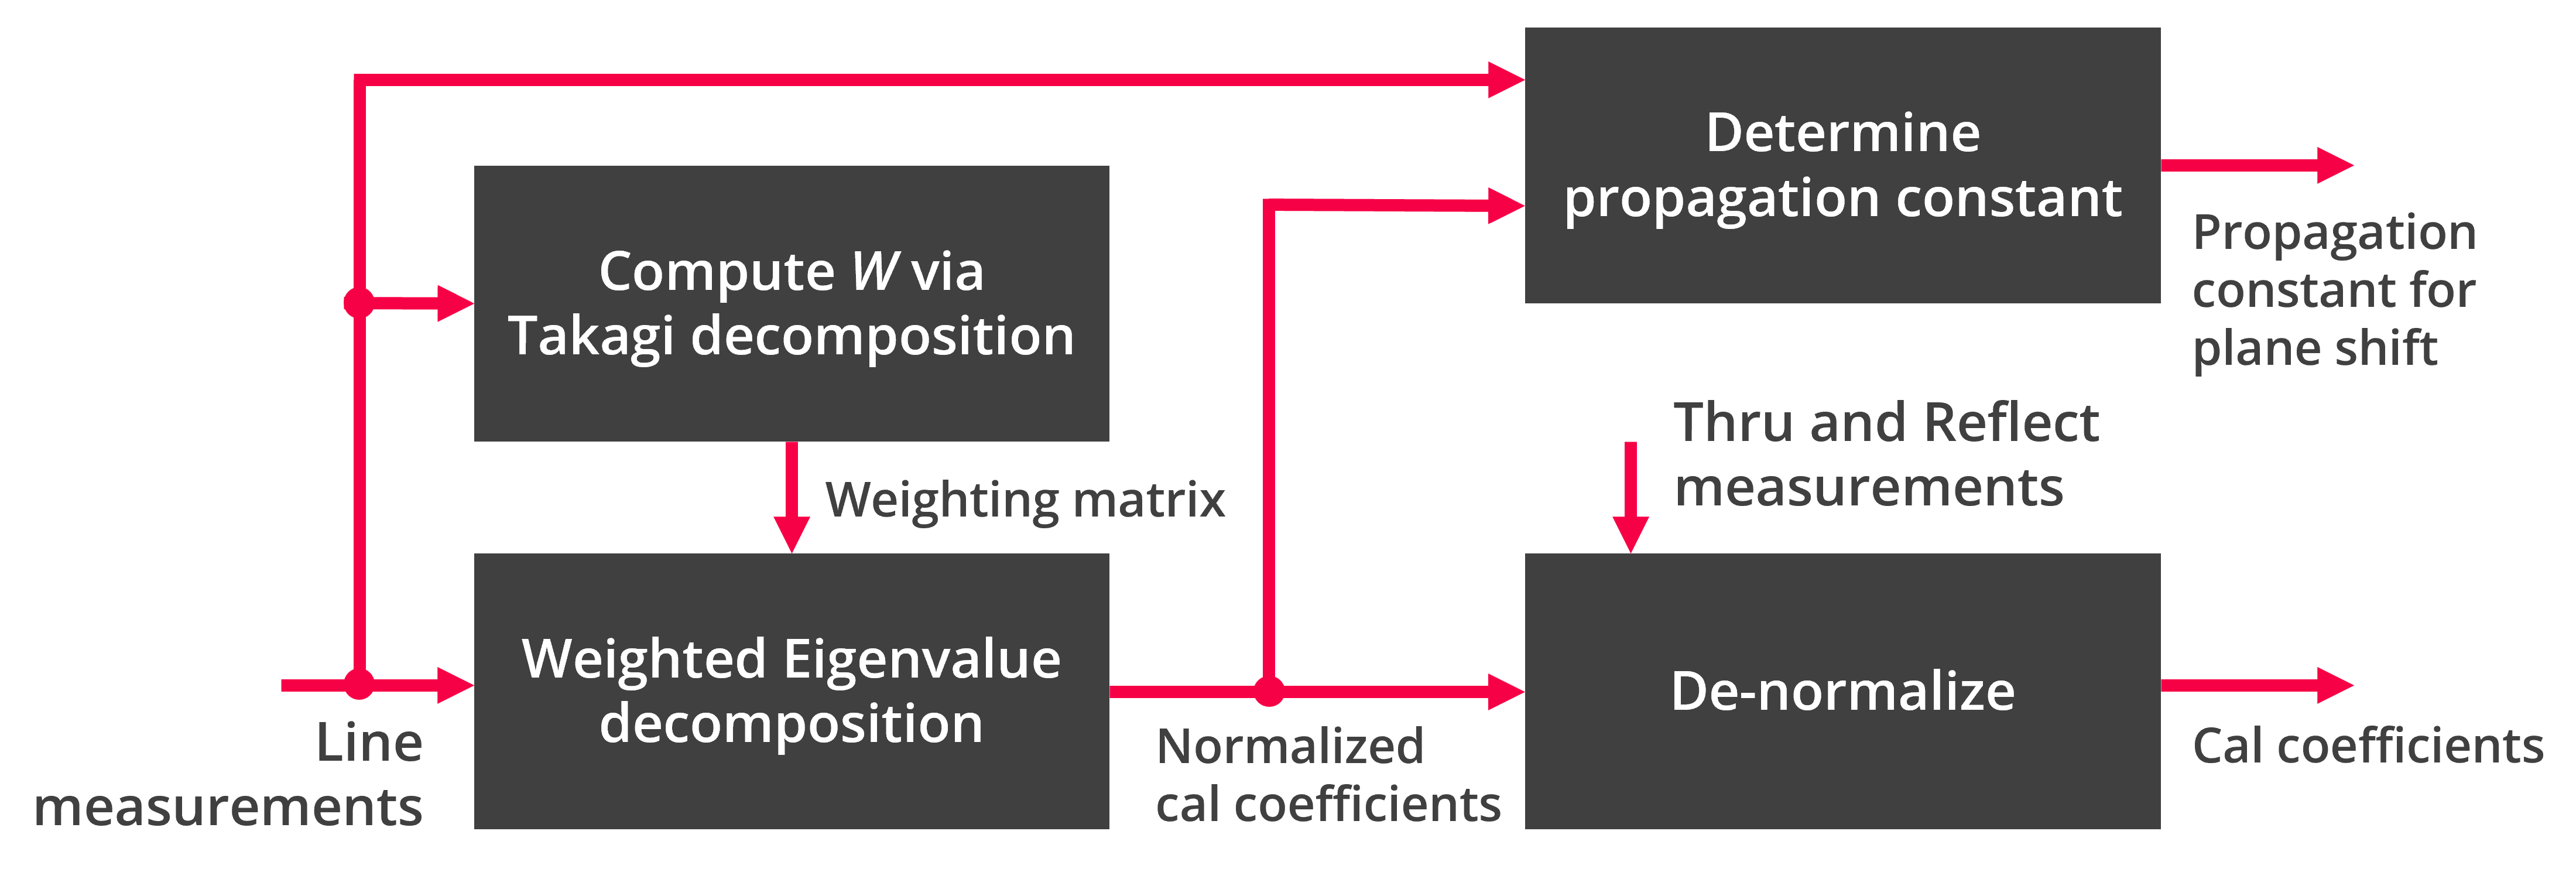 Determine
propagation constant
Propagation
constant for
plane shift
Compute W via
Takagi decomposition
Weighting matrix
Thru and Reflect
measurements
Line
measurements
Weighted Eigenvalue
decomposition
Normalized
cal coefficients
De-normalize
Cal coefficients